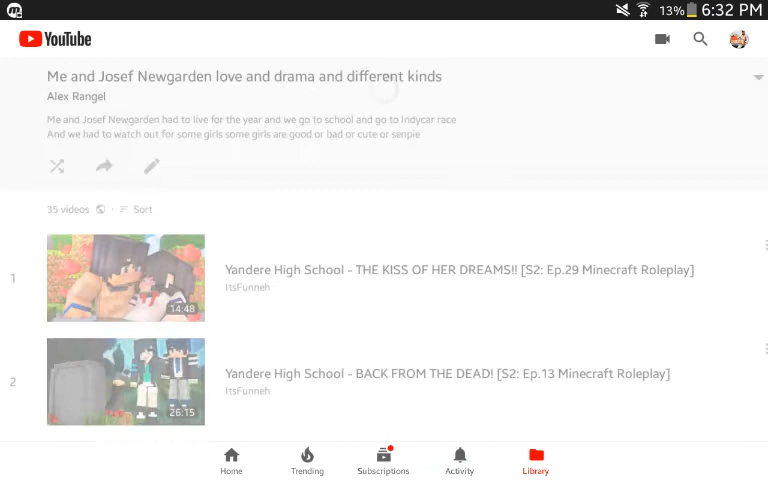 13% 6:32 PM
YouTube
Me and Josef Newgarden love and drama and different kinds
Alex Rangel
Me and Josef Newgarden had to live for the year and we go to school and go to Indycar race
And we had to watch out for some girls some girls are good or bad or cute or senpie
35 videos · Sort
1
Yandere High School - THE KISS OF HER DREAMS!! [S2: Ep.29 Minecraft Roleplay]
ItsFunneh
14:48
2
Yandere High School - BACK FROM THE DEAD! [S2: Ep.13 Minecraft Roleplay]
ItsFunneh
26:15
Home Trending Subscriptions Activity Library